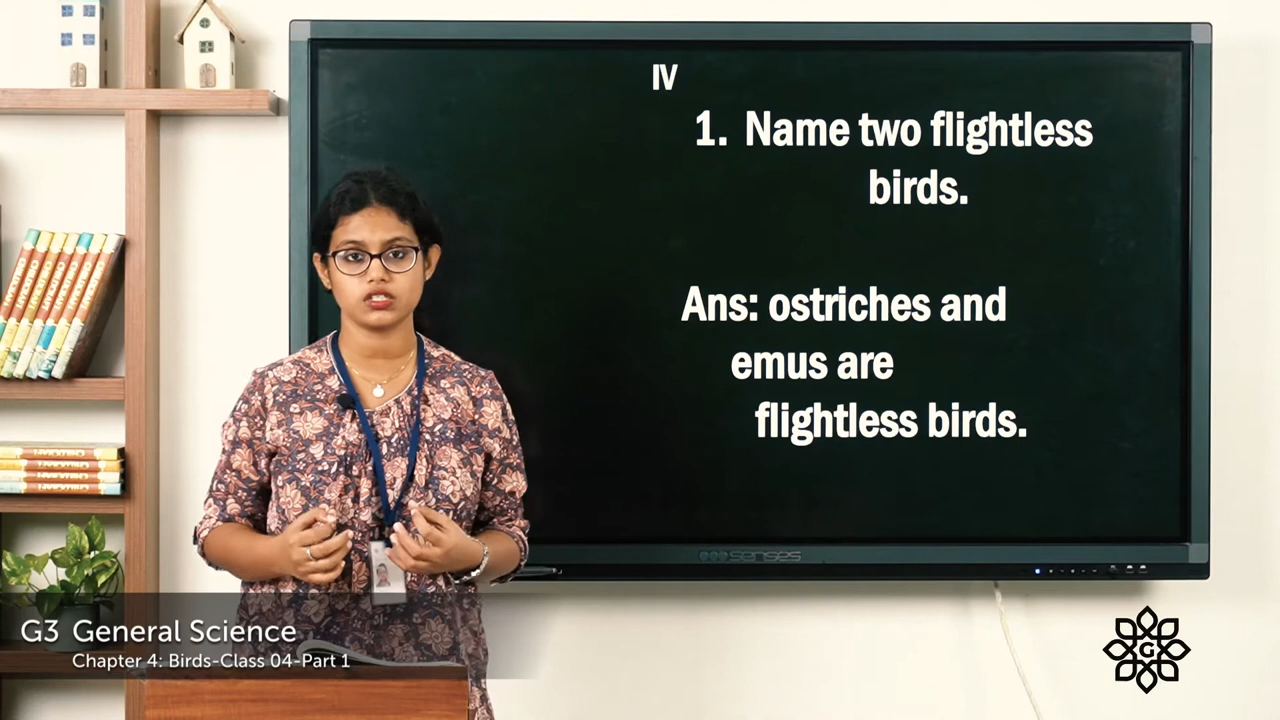 IV
1. Name two flightless
birds.
Ans: ostriches and
emus are
flightless birds.
senses
G3 General Science
Chapter 4: Birds-Class 04-Part 1
G